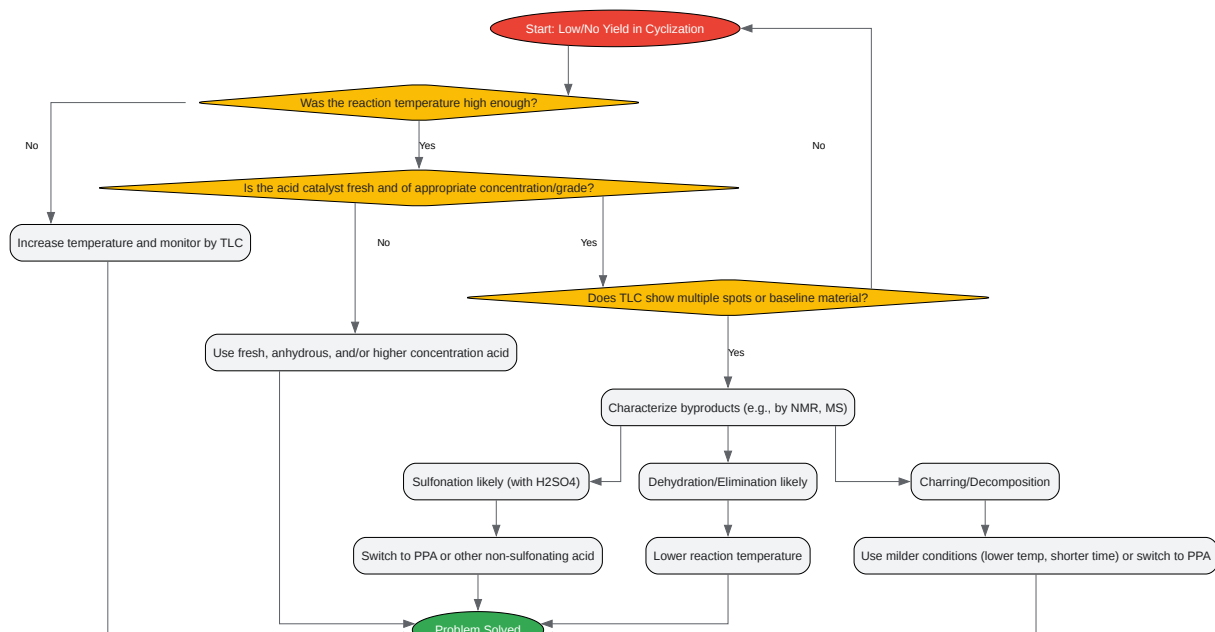 Start: Low/No Yield in Cyclization
Was the reaction temperature high enough?
No
Yes
No
Is the acid catalyst fresh and of appropriate concentration/grade?
Increase temperature and monitor by TLC
No
Yes
Does TLC show multiple spots or baseline material?
Use fresh, anhydrous, and/or higher concentration acid
Yes
Characterize byproducts (e.g., by NMR, MS)
Sulfonation likely (with H2SO4)
Dehydration/Elimination likely
Charring/Decomposition
Switch to PPA or other non-sulfonating acid
Lower reaction temperature
Use milder conditions (lower temp, shorter time) or switch to PPA
Problem Solved